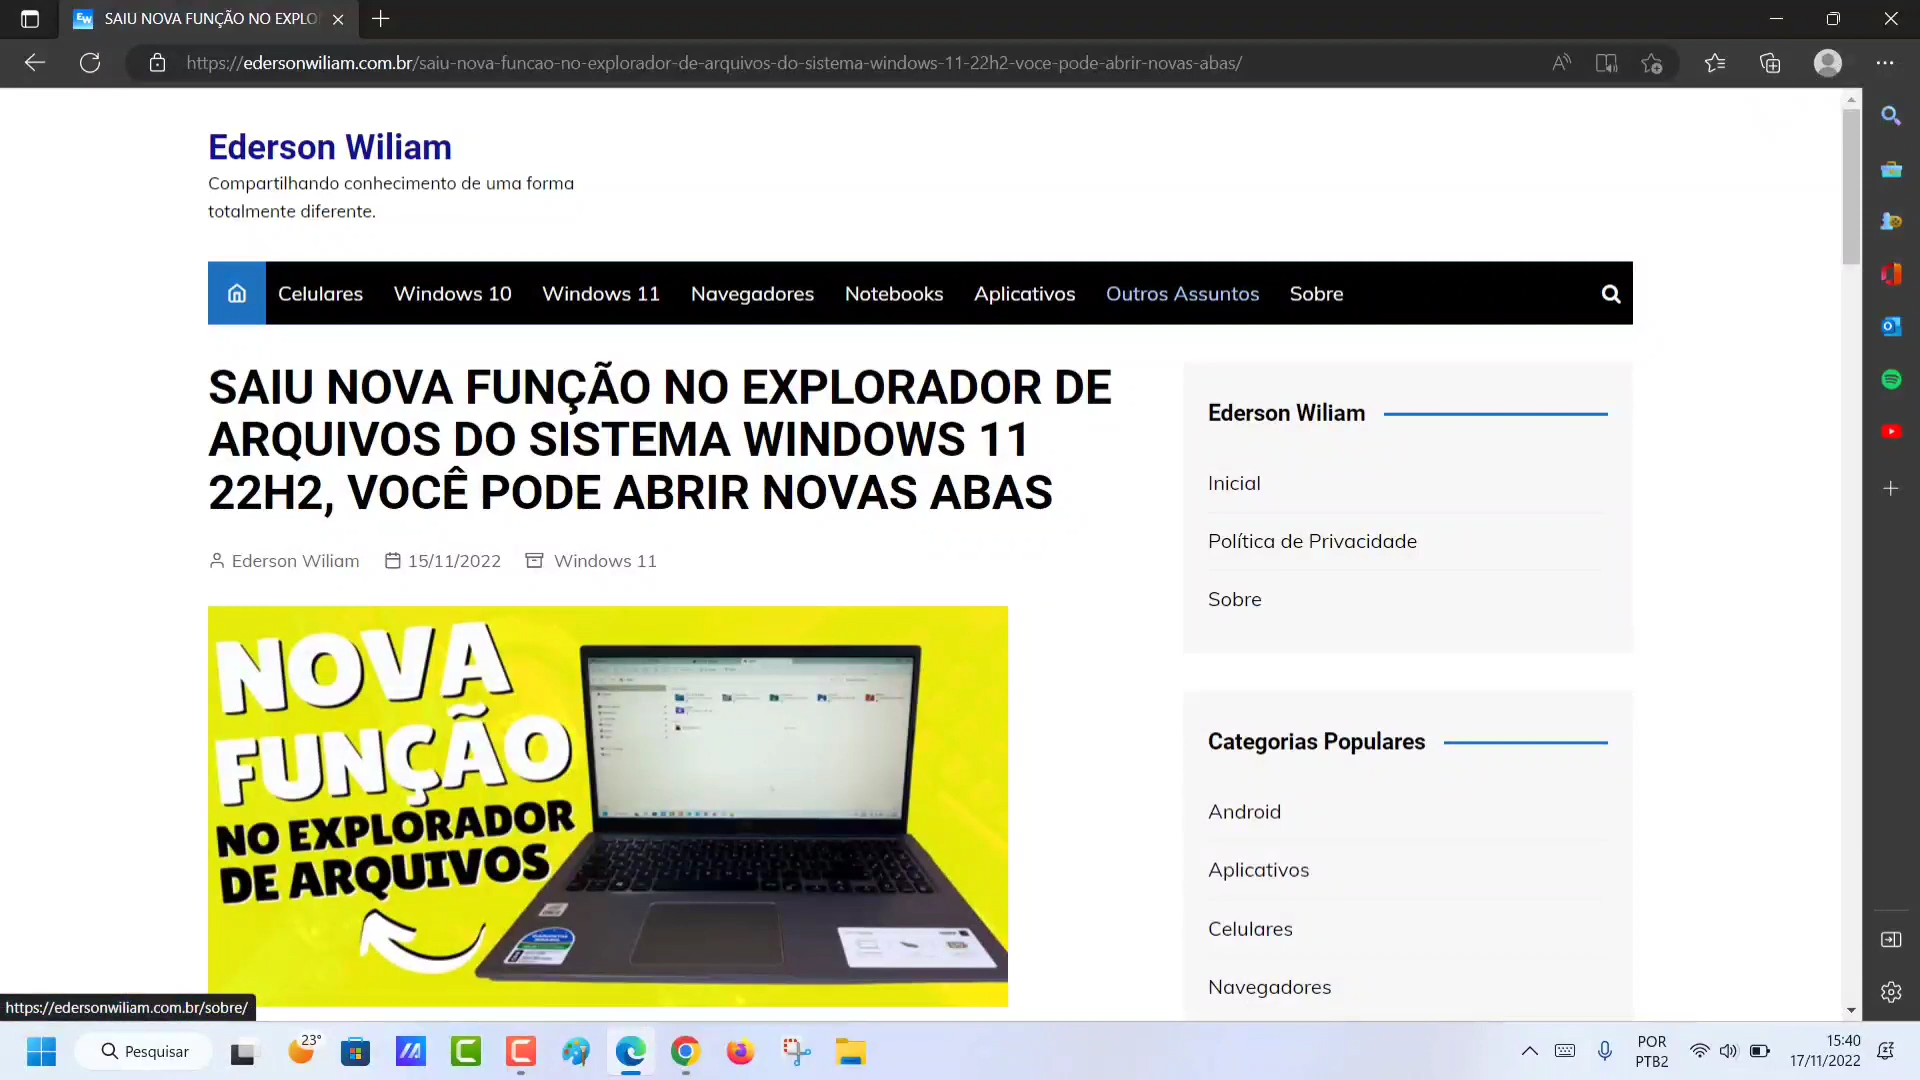 SAIU NOVA FUNÇÃO NO EXPLO
https://edersonwiliam.com.br/saiu-nova-funcao-no-explorador-de-arquivos-do-sistema-windows-11-22h2-voce-pode-abrir-novas-abas/
Ederson Wiliam
Compartilhando conhecimento de uma forma
totalmente diferente.
Celulares Windows 10 Windows 11 Navegadores Notebooks Aplicativos Outros Assuntos Sobre
SAIU NOVA FUNÇÃO NO EXPLORADOR DE
ARQUIVOS DO SISTEMA WINDOWS 11
22H2, VOCÊ PODE ABRIR NOVAS ABAS
Ederson Wiliam 15/11/2022 Windows 11
NOVA
FUNÇÃO
NO EXPLORADOR
DE ARQUIVOS
Ederson Wiliam
Inicial
Política de Privacidade
Sobre
Categorias Populares
Android
Aplicativos
Celulares
Navegadores
https://edersonwiliam.com.br/sobre/
Pesquisar
23°
POR
PTB2
15:40
17/11/2022